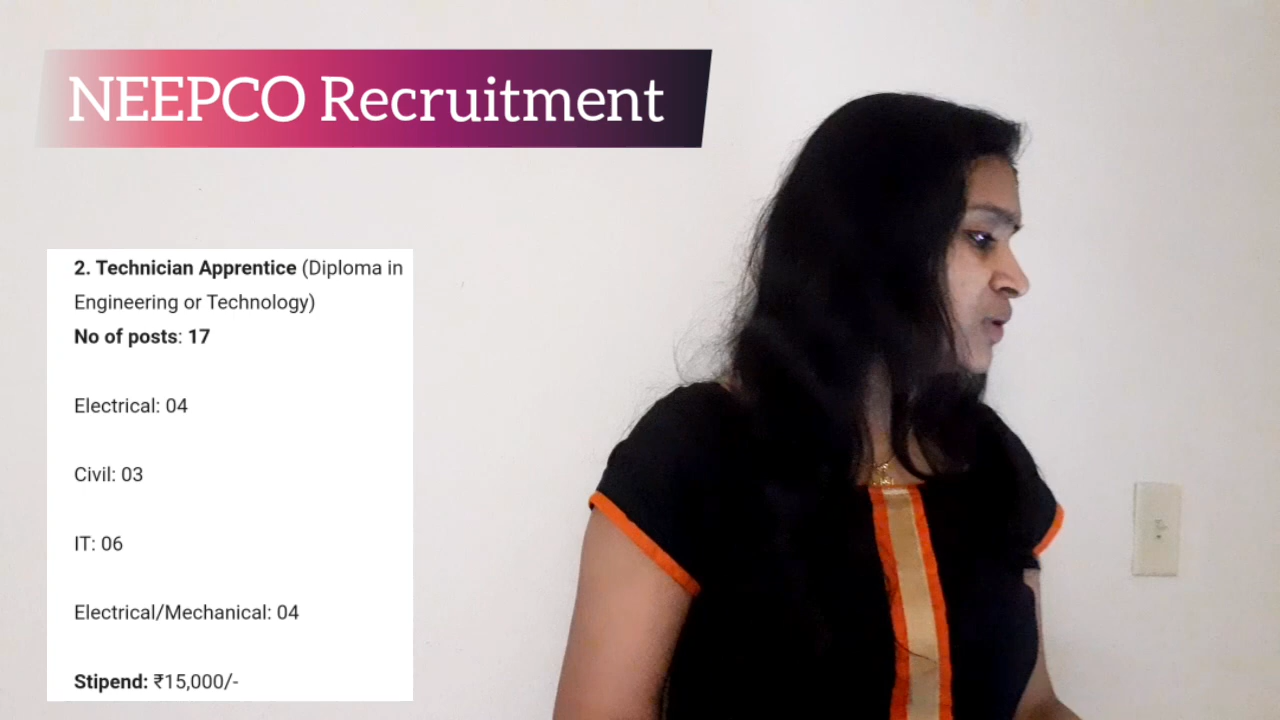 NEEPCO Recruitment
2. Technician Apprentice (Diploma in
Engineering or Technology)
No of posts: 17
Electrical: 04
Civil: 03
IT: 06
Electrical/Mechanical: 04
Stipend: ₹15,000/-